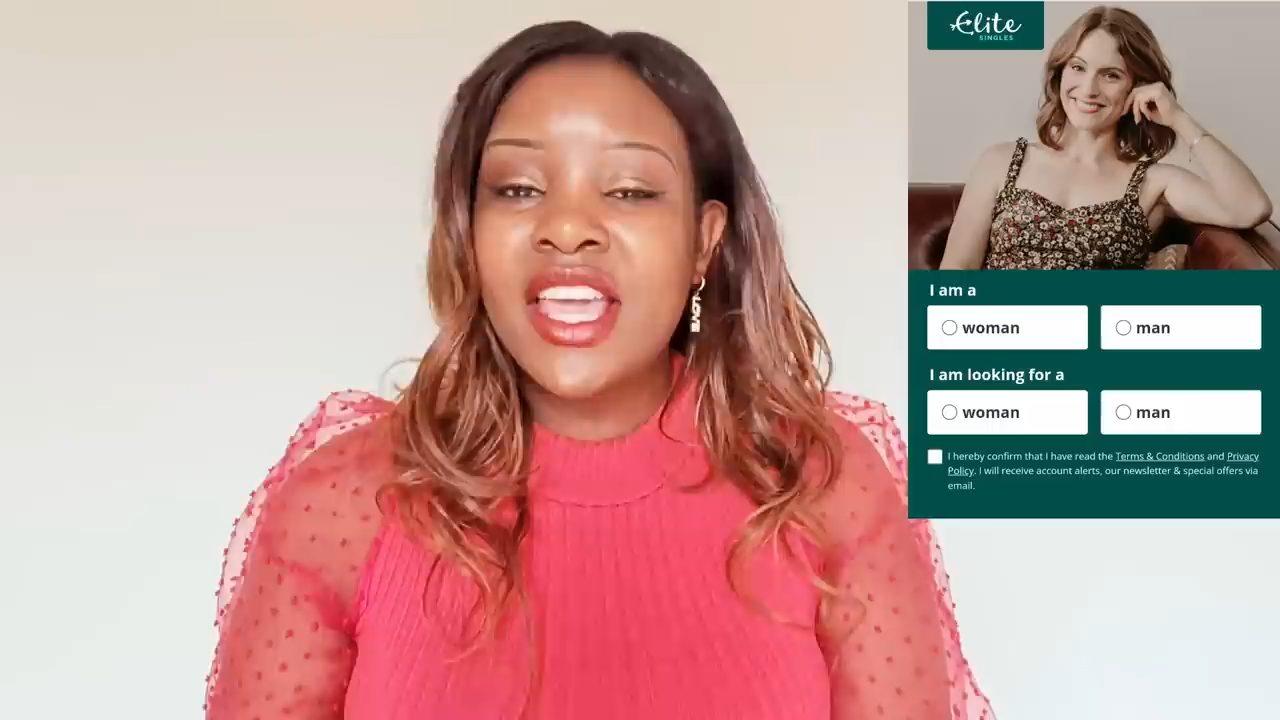 Elite
SINGLES
I am a
woman
man
I am looking for a
woman
man
I hereby confirm that I have read the Terms & Conditions and Privacy
Policy. I will receive account alerts, our newsletter & special offers via
email.
LOVE